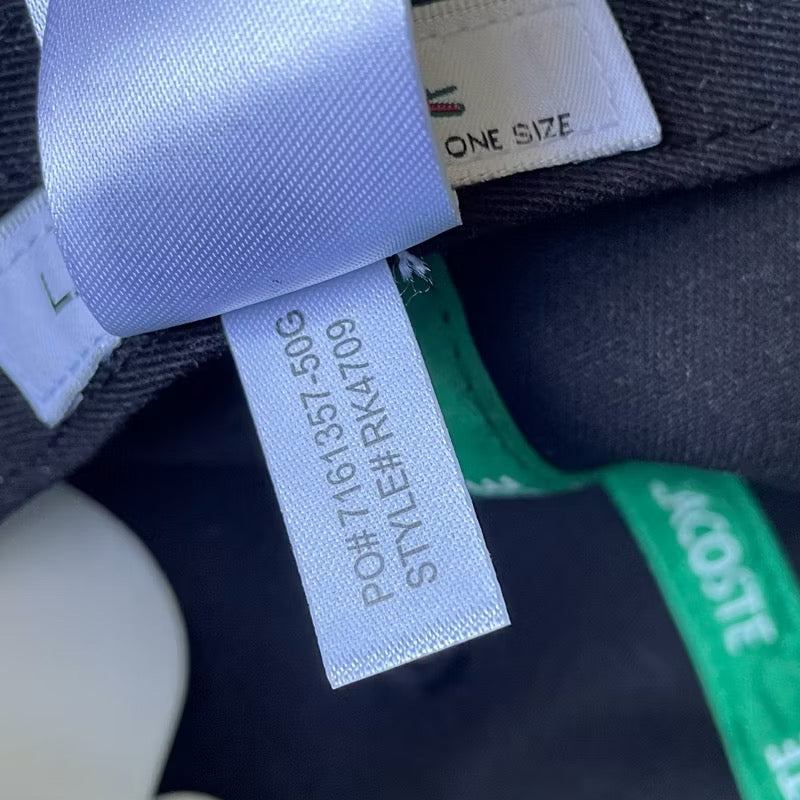 ONE SIZE
L
PO# 7161357-50G
STYLE# RK4709
LACOSTE